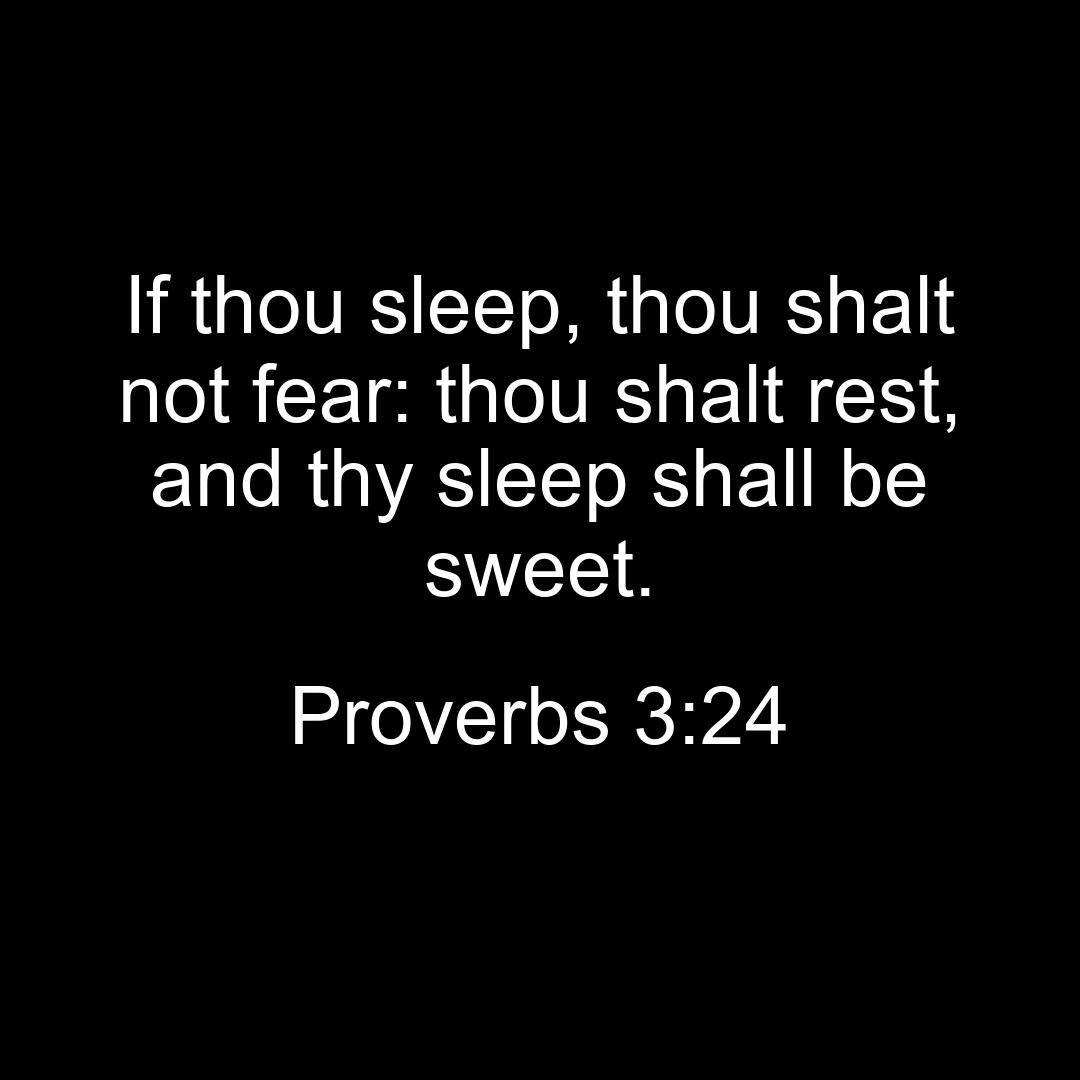 If thou sleep, thou shalt
not fear: thou shalt rest,
and thy sleep shall be
sweet.
Proverbs 3:24